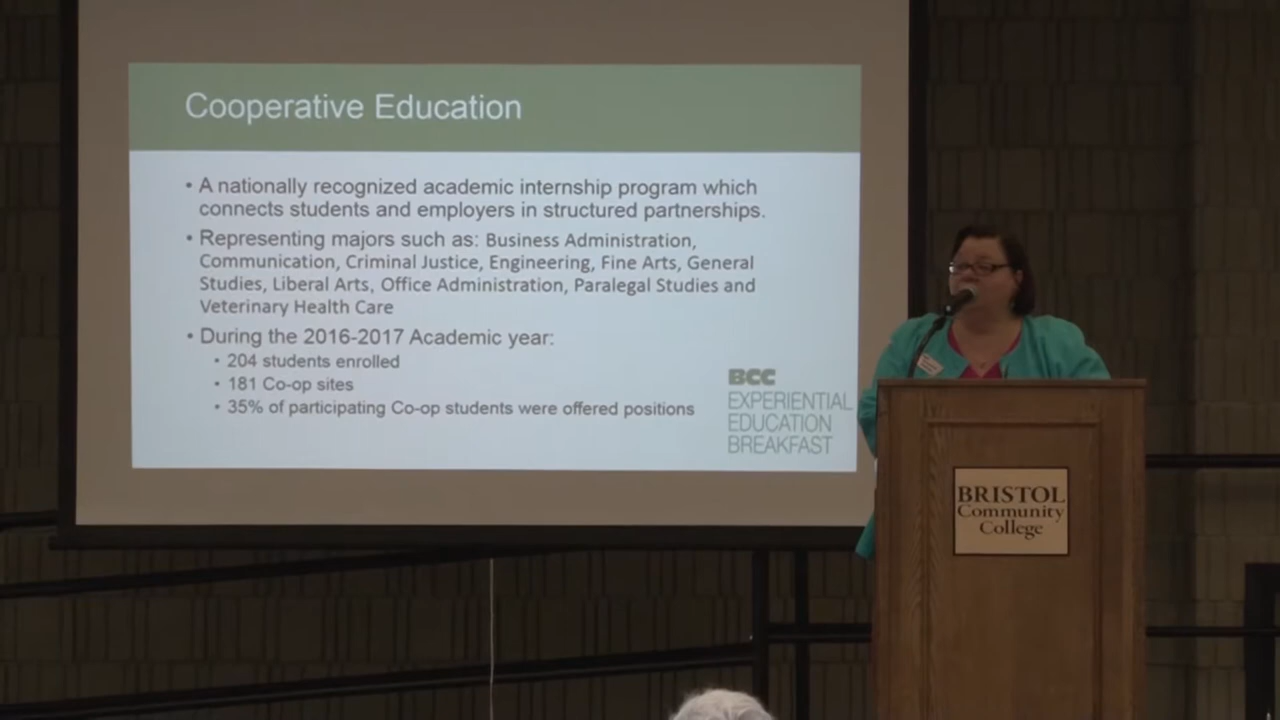 Cooperative Education
• A nationally recognized academic internship program which
connects students and employers in structured partnerships.
• Representing majors such as: Business Administration,
Communication, Criminal Justice, Engineering, Fine Arts, General
Studies, Liberal Arts, Office Administration, Paralegal Studies and
Veterinary Health Care
• During the 2016-2017 Academic year:
• 204 students enrolled
• 181 Co-op sites
• 35% of participating Co-op students were offered positions
BCC
EXPERIENTIAL
EDUCATION
BREAKFAST
BRISTOL
Community
College